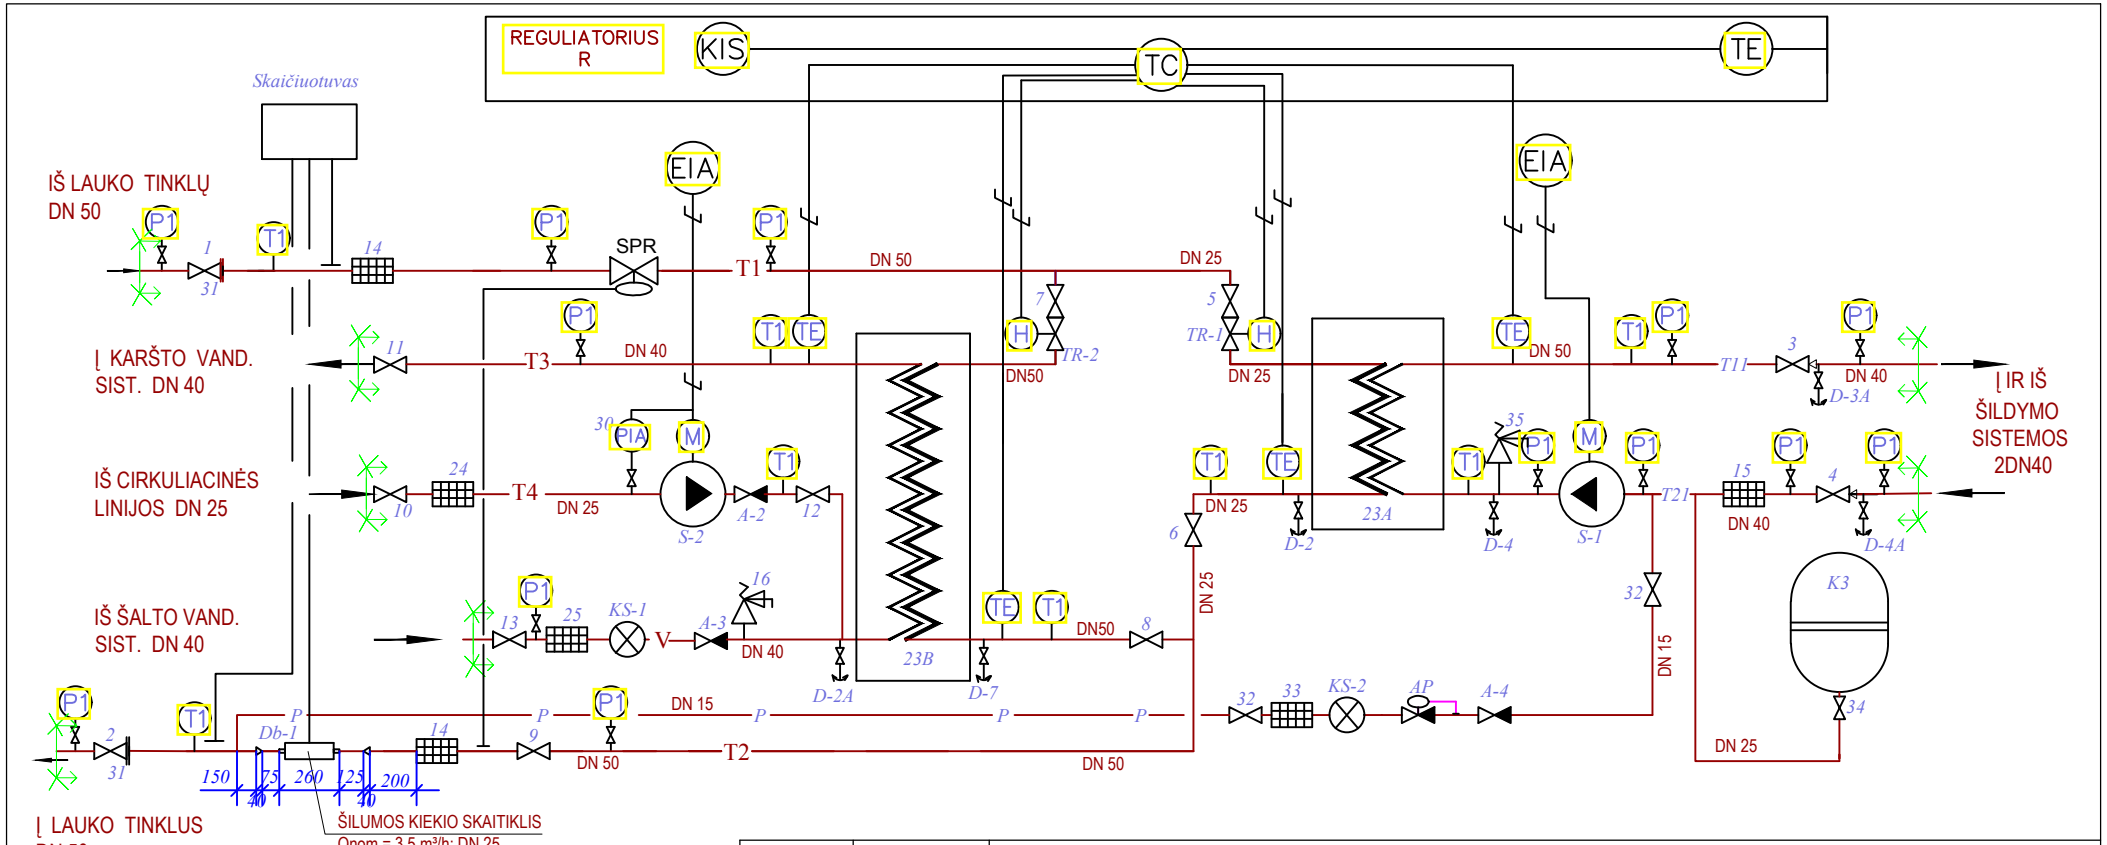 REGULIATORIUS
R
KIS
TC
TE
Skaičiuotuvas
EIA
EIA
IŠ LAUKO TINKLŲ
DN 50
P1
1
31
T1
14
P1
SPR
T1
P1
DN 50
DN 25
7
5
H
TR-2
TR-1
H
Į KARŠTO VAND.
SIST. DN 40
11
T3
P1
DN 40
T1
TE
DN50
DN 25
TE
DN 50
T1
P1
T11
3
P1
DN 40
D-3A
Į IR IŠ
ŠILDYMO
SISTEMOS
2DN40
IŠ CIRKULIACINĖS
LINIJOS DN 25
10
24
T4
DN 25
30
PIA
M
S-2
A-2
T1
12
23B
T1
TE
DN 25
6
D-2
23A
T1
35
D-4
P1
M
S-1
P1
T21
15
DN 40
P1
4
P1
D-4A
IŠ ŠALTO VAND.
SIST. DN 40
13
P1
25
KS-1
V
A-3
16
DN 40
D-2A
D-7
TE
T1
DN50
8
DN 25
32
DN 15
K3
34
DN 25
P1
2
31
T1
P
Db-1
P
P1
DN 15
P
P
P
32
33
KS-2
AP
A-4
14
9
DN 50
T2
DN 50
150
40
75
260
125
40
200
Į LAUKO TINKLUS
ŠILUMOS KIEKIO SKAITIKLIS
Qnom = 3,5 m³/h; DN 25